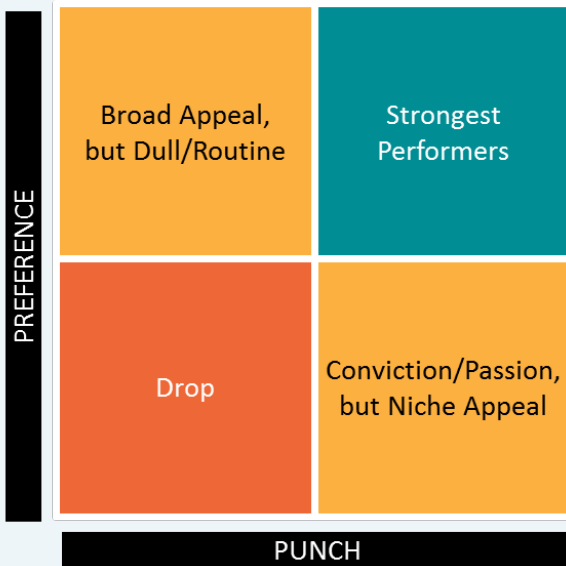 Broad Appeal,
but Dull/Routine
Strongest
Performers
PREFERENCE
Drop
Conviction/Passion,
but Niche Appeal
PUNCH